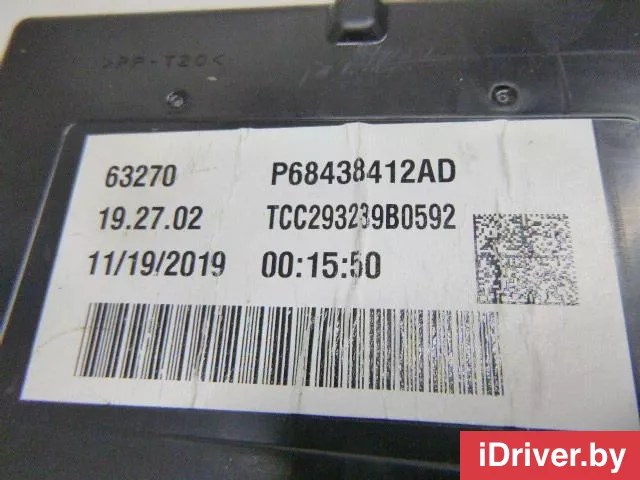 >PP-T20<
63270 P68438412AD
19.27.02 TCC293239B0592
11/19/2019 00:15:50
iDriver.by